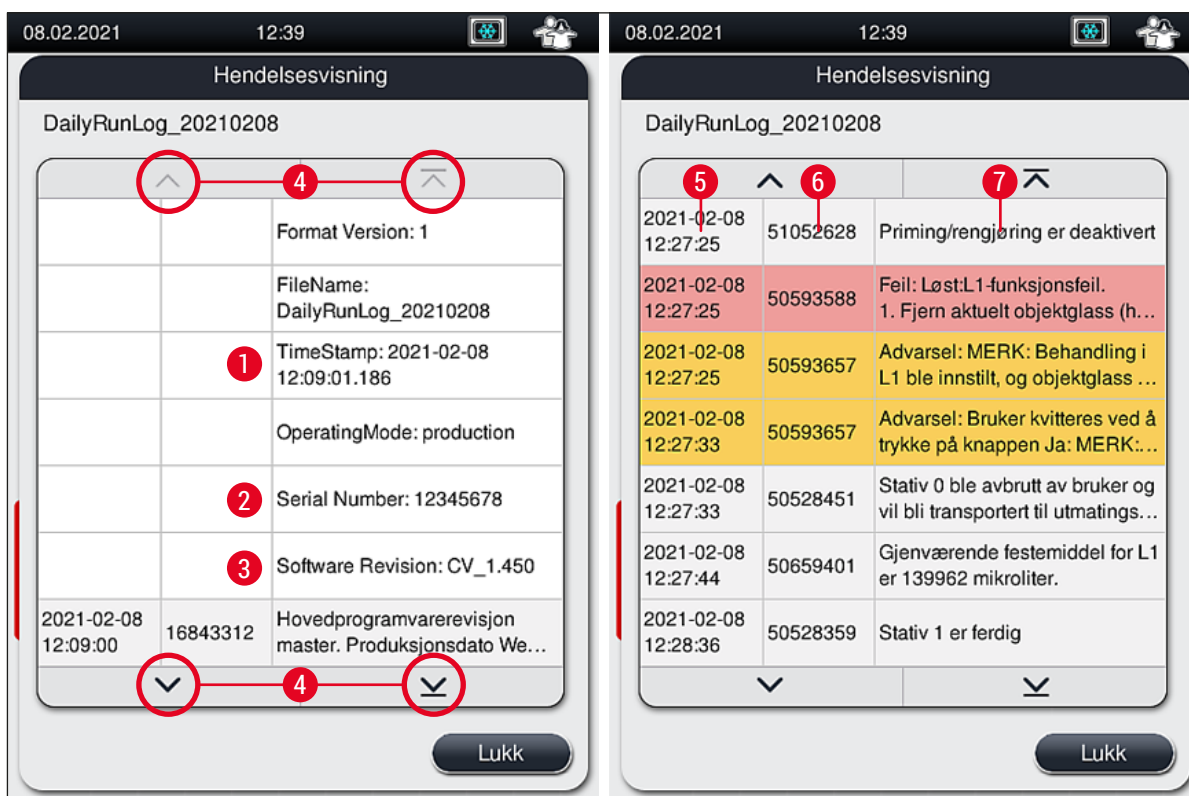 08.02.2021 12:39
Hendelsesvisning
DailyRunLog_20210208
4
Format Version: 1
FileName:
DailyRunLog_20210208
1
TimeStamp: 2021-02-08
12:09:01.186
OperatingMode: production
2
Serial Number: 12345678
3
Software Revision: CV_1.450
2021-02-08
12:09:00
16843312
Hovedprogramvarerevisjon
master. Produksjonsdato We...
4
Lukk
08.02.2021 12:39
Hendelsesvisning
DailyRunLog_20210208
5 6 7
2021-02-08
12:27:25
51052628
Priming/rengjøring er deaktivert
2021-02-08
12:27:25
50593588
Feil: Løst:L1-funksjonsfeil.
1. Fjern aktuelt objektglass (h...
2021-02-08
12:27:25
50593657
Advarsel: MERK: Behandling i
L1 ble innstilt, og objektglass ...
2021-02-08
12:27:33
50593657
Advarsel: Bruker kvitteres ved å
trykke på knappen Ja: MERK:...
2021-02-08
12:27:33
50528451
Stativ 0 ble avbrutt av bruker og
vil bli transportert til utmatings...
2021-02-08
12:27:44
50659401
Gjenværende festemiddel for L1
er 139962 mikroliter.
2021-02-08
12:28:36
50528359
Stativ 1 er ferdig
Lukk